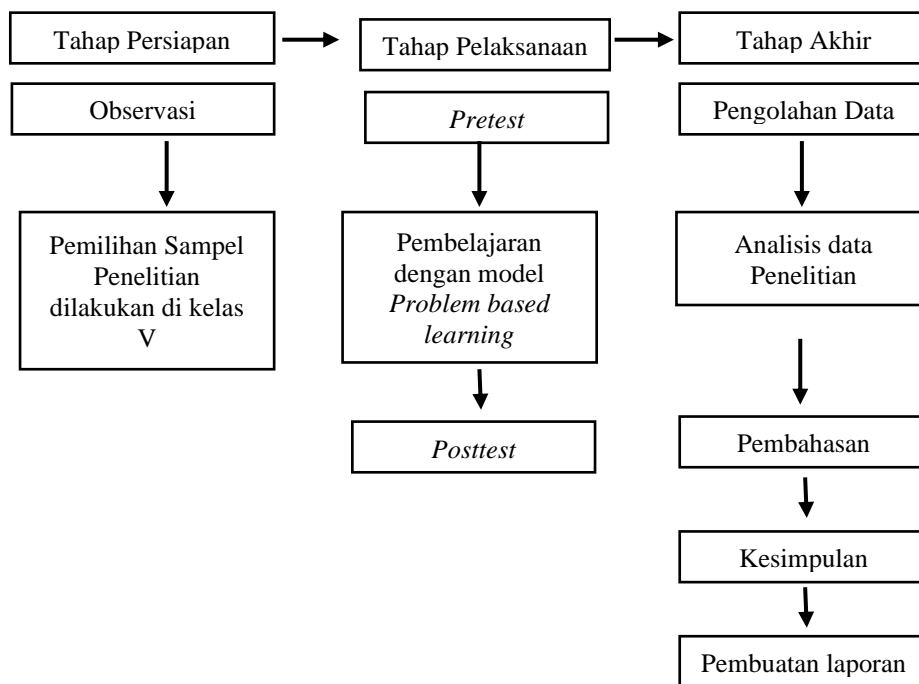 Tahap Persiapan
Tahap Pelaksanaan
Tahap Akhir
Observasi
Pemilihan Sampel
Penelitian
dilakukan di kelas
V
Pretest
Pembelajaran
dengan model
Problem based
learning
Posttest
Pengolahan Data
Analisis data
Penelitian
Pembahasan
Kesimpulan
Pembuatan laporan